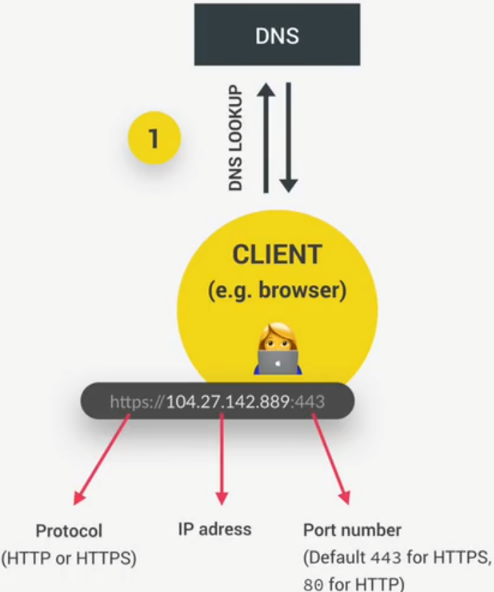 DNS
DNS LOOKUP
1
CLIENT
(e.g. browser)
https://104.27.142.889:443
Protocol
(HTTP or HTTPS)
IP adress
Port number
(Default 443 for HTTPS,
80 for HTTP)